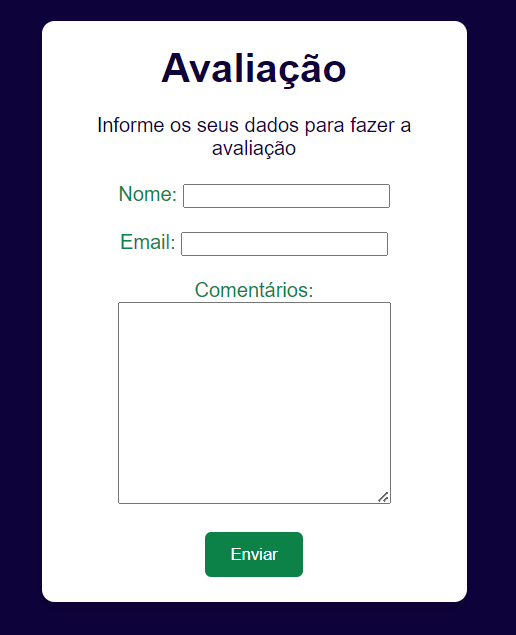 Avaliação
Informe os seus dados para fazer a
avaliação
Nome:
Email:
Comentários:
Enviar